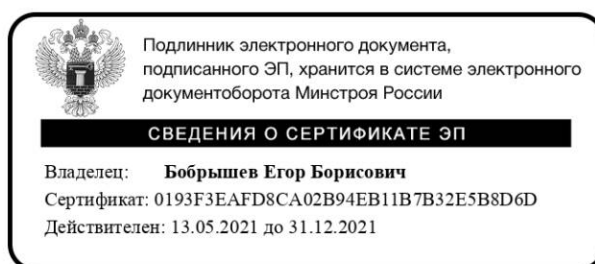 Подлинник электронного документа,
подписанного ЭП, хранится в системе электронного
документооборота Минстроя России
СВЕДЕНИЯ О СЕРТИФИКАТЕ ЭП
Владелец: Бобрышев Егор Борисович
Сертификат: 0193F3EAFD8CA02B94EB11B7B32E5B8D6D
Действителен: 13.05.2021 до 31.12.2021